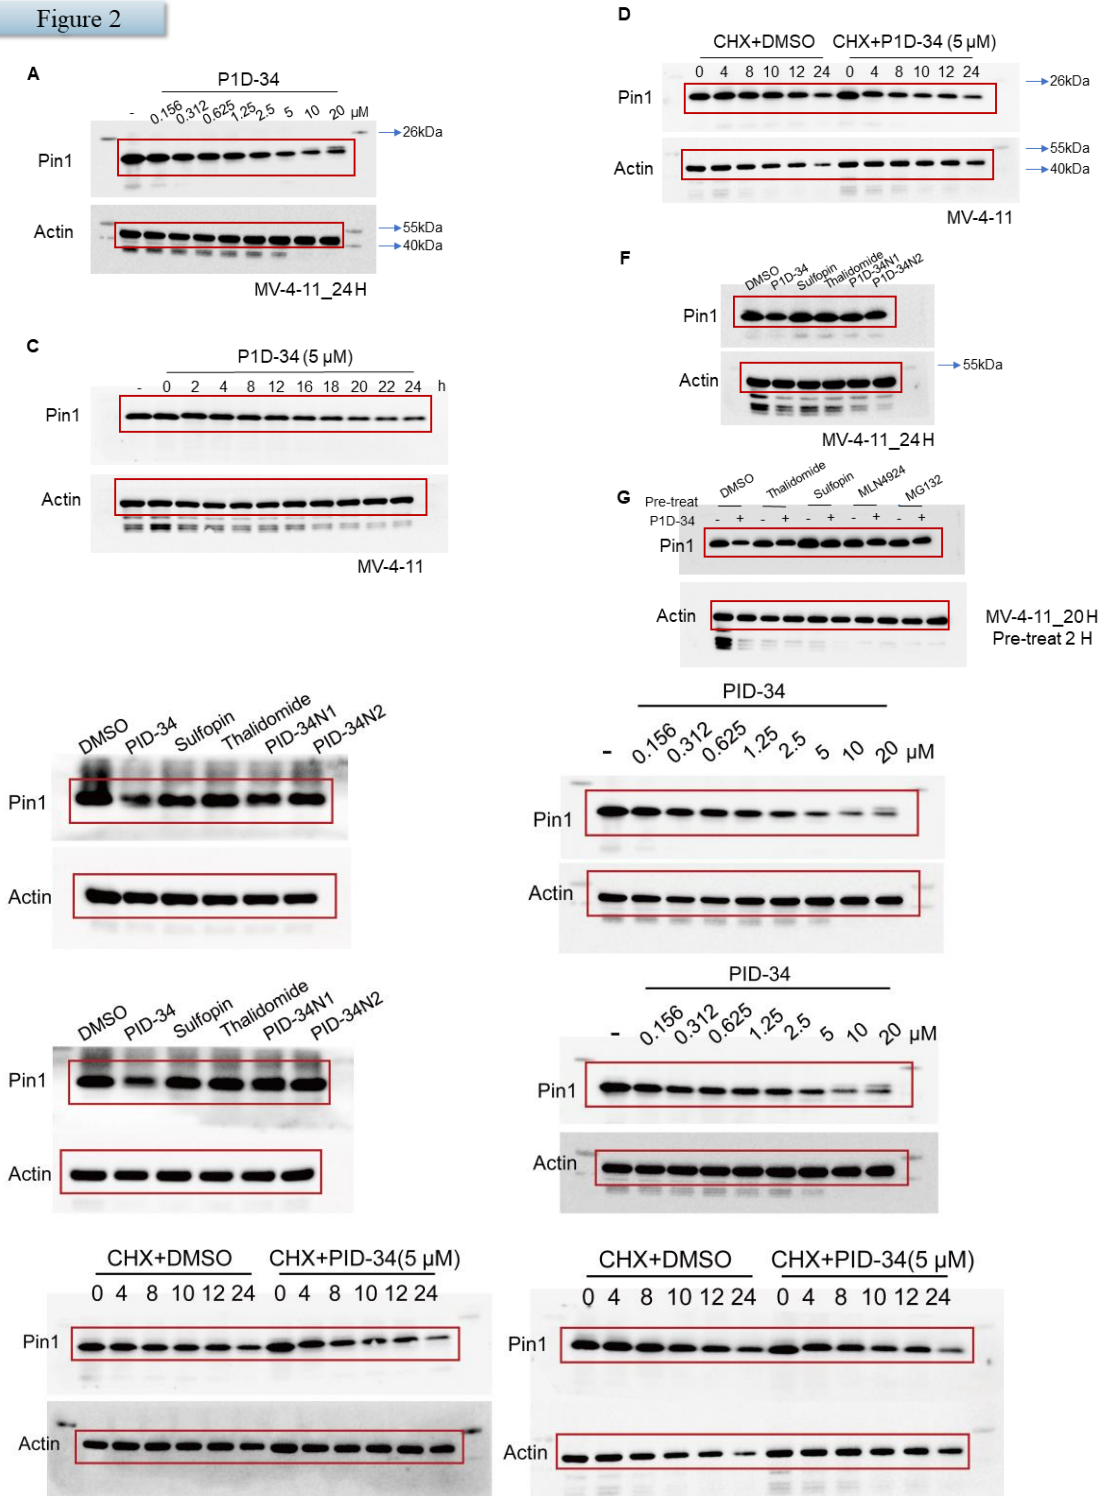 Figure 2
A
P1D-34
- 0.156 0.312 0.625 1.25 2.5 5 10 20 μM
26kDa
Pin1
Actin
55kDa
40kDa
MV-4-11_24H
D
CHX+DMSO CHX+P1D-34 (5 μM)
0 4 8 10 12 24 0 4 8 10 12 24
26kDa
Pin1
55kDa
Actin
40kDa
MV-4-11
C
P1D-34 (5 μM)
- 0 2 4 8 12 16 18 20 22 24 h
Pin1
Actin
MV-4-11
F
DMSO P1D-34 Sulfopin Thalidomide P1D-34N1 P1D-34N2
Pin1
55kDa
Actin
MV-4-11_24H
G
DMSO Thalidomide Sulfopin MLN4924 MG132
Pre-treat
P1D-34 - + - + - + - + - +
Pin1
Actin
MV-4-11_20H
Pre-treat 2 H
DMSO PID-34 Sulfopin Thalidomide PID-34N1 PID-34N2
Pin1
Actin
PID-34
- 0.156 0.312 0.625 1.25 2.5 5 10 20 μM
Pin1
Actin
DMSO PID-34 Sulfopin Thalidomide PID-34N1 PID-34N2
Pin1
Actin
PID-34
- 0.156 0.312 0.625 1.25 2.5 5 10 20 μM
Pin1
Actin
CHX+DMSO CHX+PID-34(5 μM)
0 4 8 10 12 24 0 4 8 10 12 24
Pin1
Actin
CHX+DMSO CHX+PID-34(5 μM)
0 4 8 10 12 24 0 4 8 10 12 24
Pin1
Actin